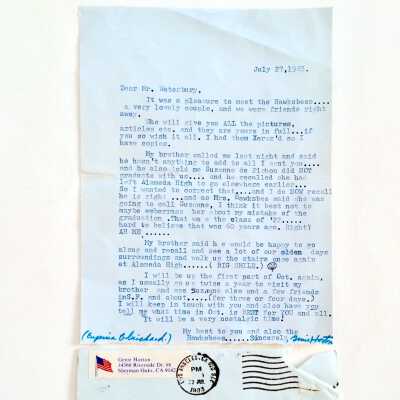 July 27,1983.
Dear Mr. Waterbury,
It was a pleasure to meet the Hawksbees....
a very lovely couple, and we were friends right
away.
She will give you ALL the pictures,
articles etc. and they are yours in full...if
you so wish it all. I had them Xerox'd so I
have copies.
My brother called me last night and said
he hasn't anything to add to all I sent you...
and he also told me Suzanne de Pichon did NOT
graduate with us.... and he recalled she had
left Alameda High to go elsewhere earlier...
So I wanted to correct that....and I do NOW recall
he is right ...and as Mrs. Hawksbee said she was
going to call Suzanne, I think it best not to
maybe her about my mistake of the
graduation. That was the class of '22.....
hard to believe that was 60 years ago. Right?
AH ME ......
My Brother said he would be happy to go
along and recall and see a lot of our olden days
surroundings and walk up the stairs once again
at Alameda High......( BIG SMILE.)
I will be up the first part of Oct. again,
as I usually go up twice a year to visit my
brother and Suzanne also and a few friends
in S.F. and about.....(for three or four days.)
I will keep in touch with you and also have you
tell me what time in Oct. is BEST for YOU and all.
It will be a very nostalgic time!
My best to you and also the
Hawksbees......Sincerely,
Gene Horton
14560 Riverside Dr. #6
Sherman Oaks, CA 9142
PM
1983